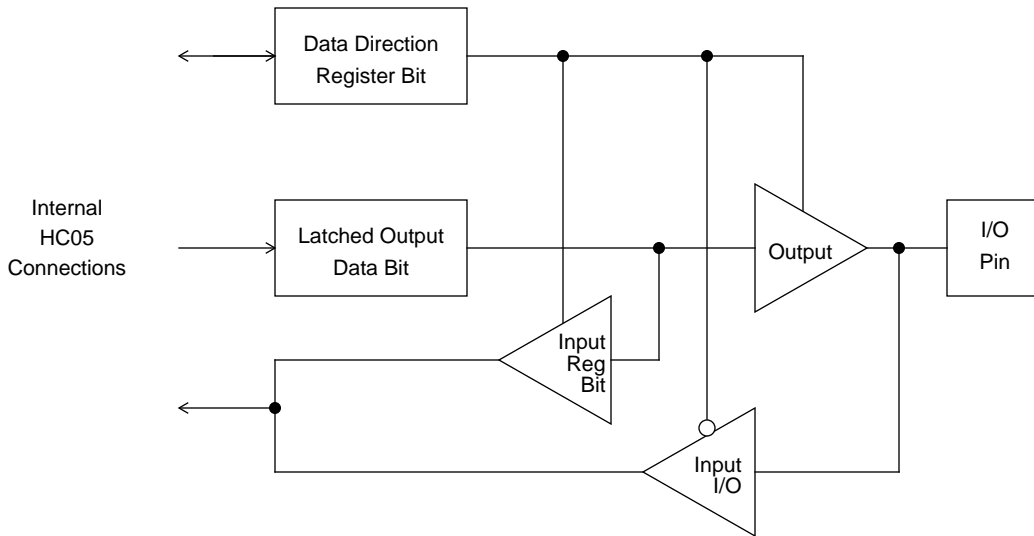 Data Direction
Register Bit
Internal
HC05
Connections
Latched Output
Data Bit
Output
I/O
Pin
Input
Reg
Bit
Input
I/O